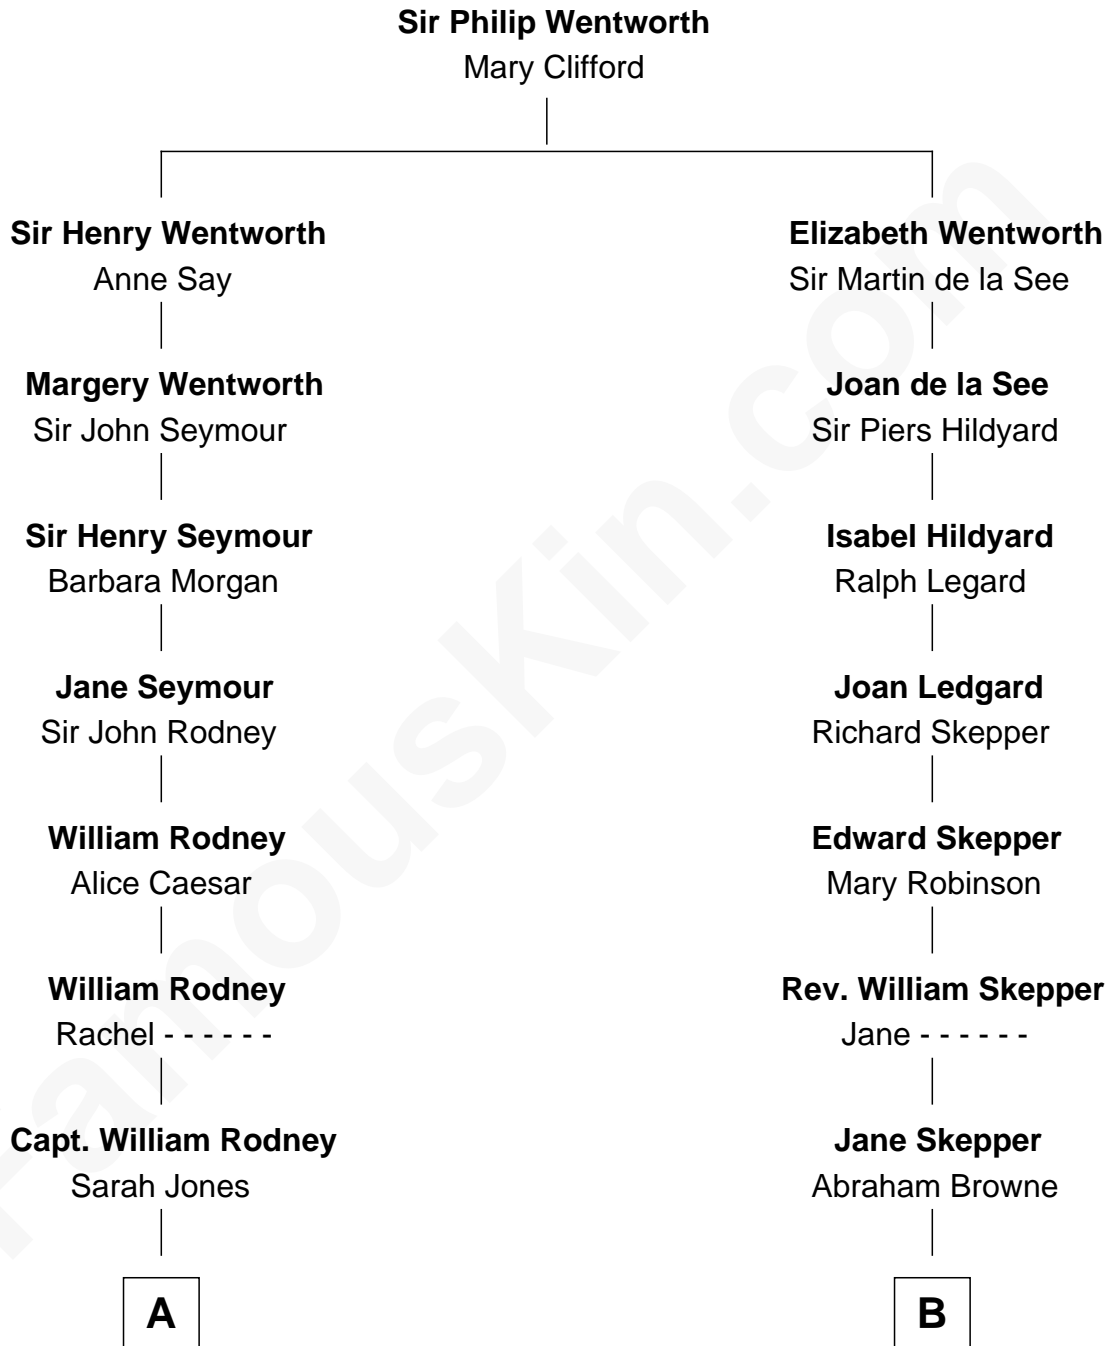 Sir Philip Wentworth
Mary Clifford
Sir Henry Wentworth
Anne Say
Elizabeth Wentworth
Sir Martin de la See
Margery Wentworth
Sir John Seymour
Joan de la See
Sir Piers Hildyard
Sir Henry Seymour
Barbara Morgan
Isabel Hildyard
Ralph Legard
Jane Seymour
Sir John Rodney
Joan Ledgard
Richard Skepper
William Rodney
Alice Caesar
Edward Skepper
Mary Robinson
William Rodney
Rachel - - - - - -
Rev. William Skepper
Jane - - - - - -
Capt. William Rodney
Sarah Jones
Jane Skepper
Abraham Browne
A
B
FamousKin.com